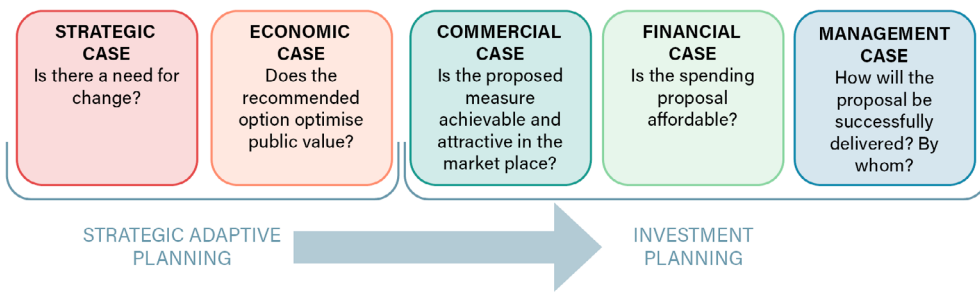 STRATEGIC
CASE
Is there a need for
change?
ECONOMIC
CASE
Does the
recommended
option optimise
public value?
COMMERCIAL
CASE
Is the proposed
measure
achievable and
attractive in the
market place?
FINANCIAL
CASE
Is the spending
proposal
affordable?
MANAGEMENT
CASE
How will the
proposal be
successfully
delivered? By
whom?
STRATEGIC ADAPTIVE
PLANNING
INVESTMENT
PLANNING